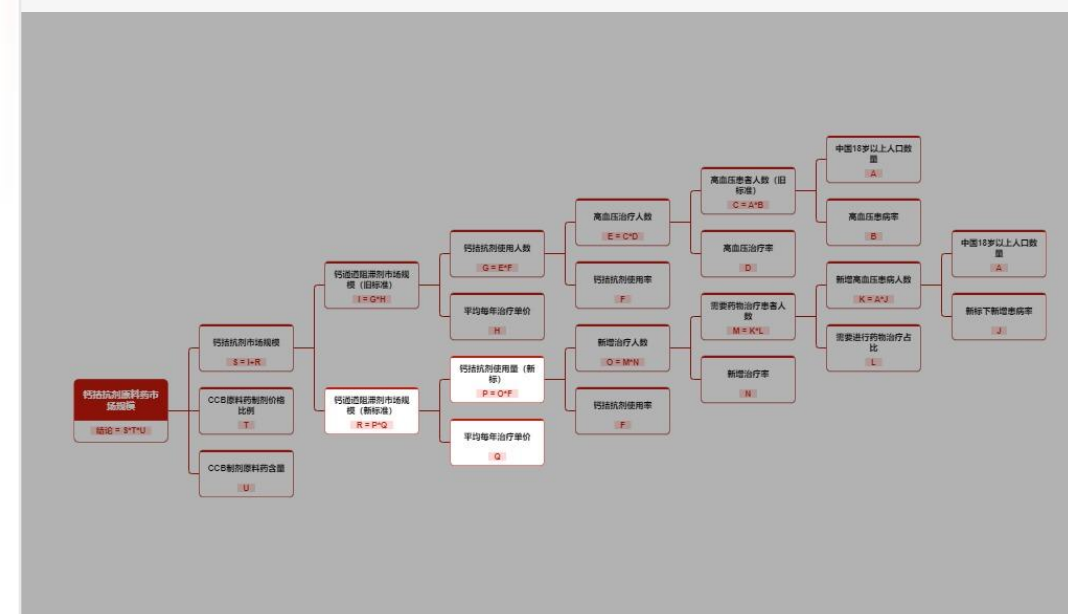 钙拮抗剂原料药市
场规模
结论 = S*T*U
钙拮抗剂市场规模
S = I+R
CCB原料药制剂价格
比例
T
CCB制剂原料药含量
U
钙通道阻滞剂市场规
模（旧标准）
I = G*H
钙通道阻滞剂市场规
模（新标准）
R = P*Q
钙拮抗剂使用人数
G = E*F
平均每年治疗单价
H
钙拮抗剂使用量（新
标）
P = O*F
平均每年治疗单价
Q
高血压治疗人数
E = C*D
钙拮抗剂使用率
F
新增治疗人数
O = M*N
钙拮抗剂使用率
F
高血压患者人数（旧
标准）
C = A*B
高血压治疗率
D
需要药物治疗患者人
数
M = K*L
新增治疗率
N
中国18岁以上人口数
量
A
高血压患病率
B
新增高血压患病人数
K = A*J
需要进行药物治疗占
比
L
中国18岁以上人口数
量
A
新标下新增患病率
J